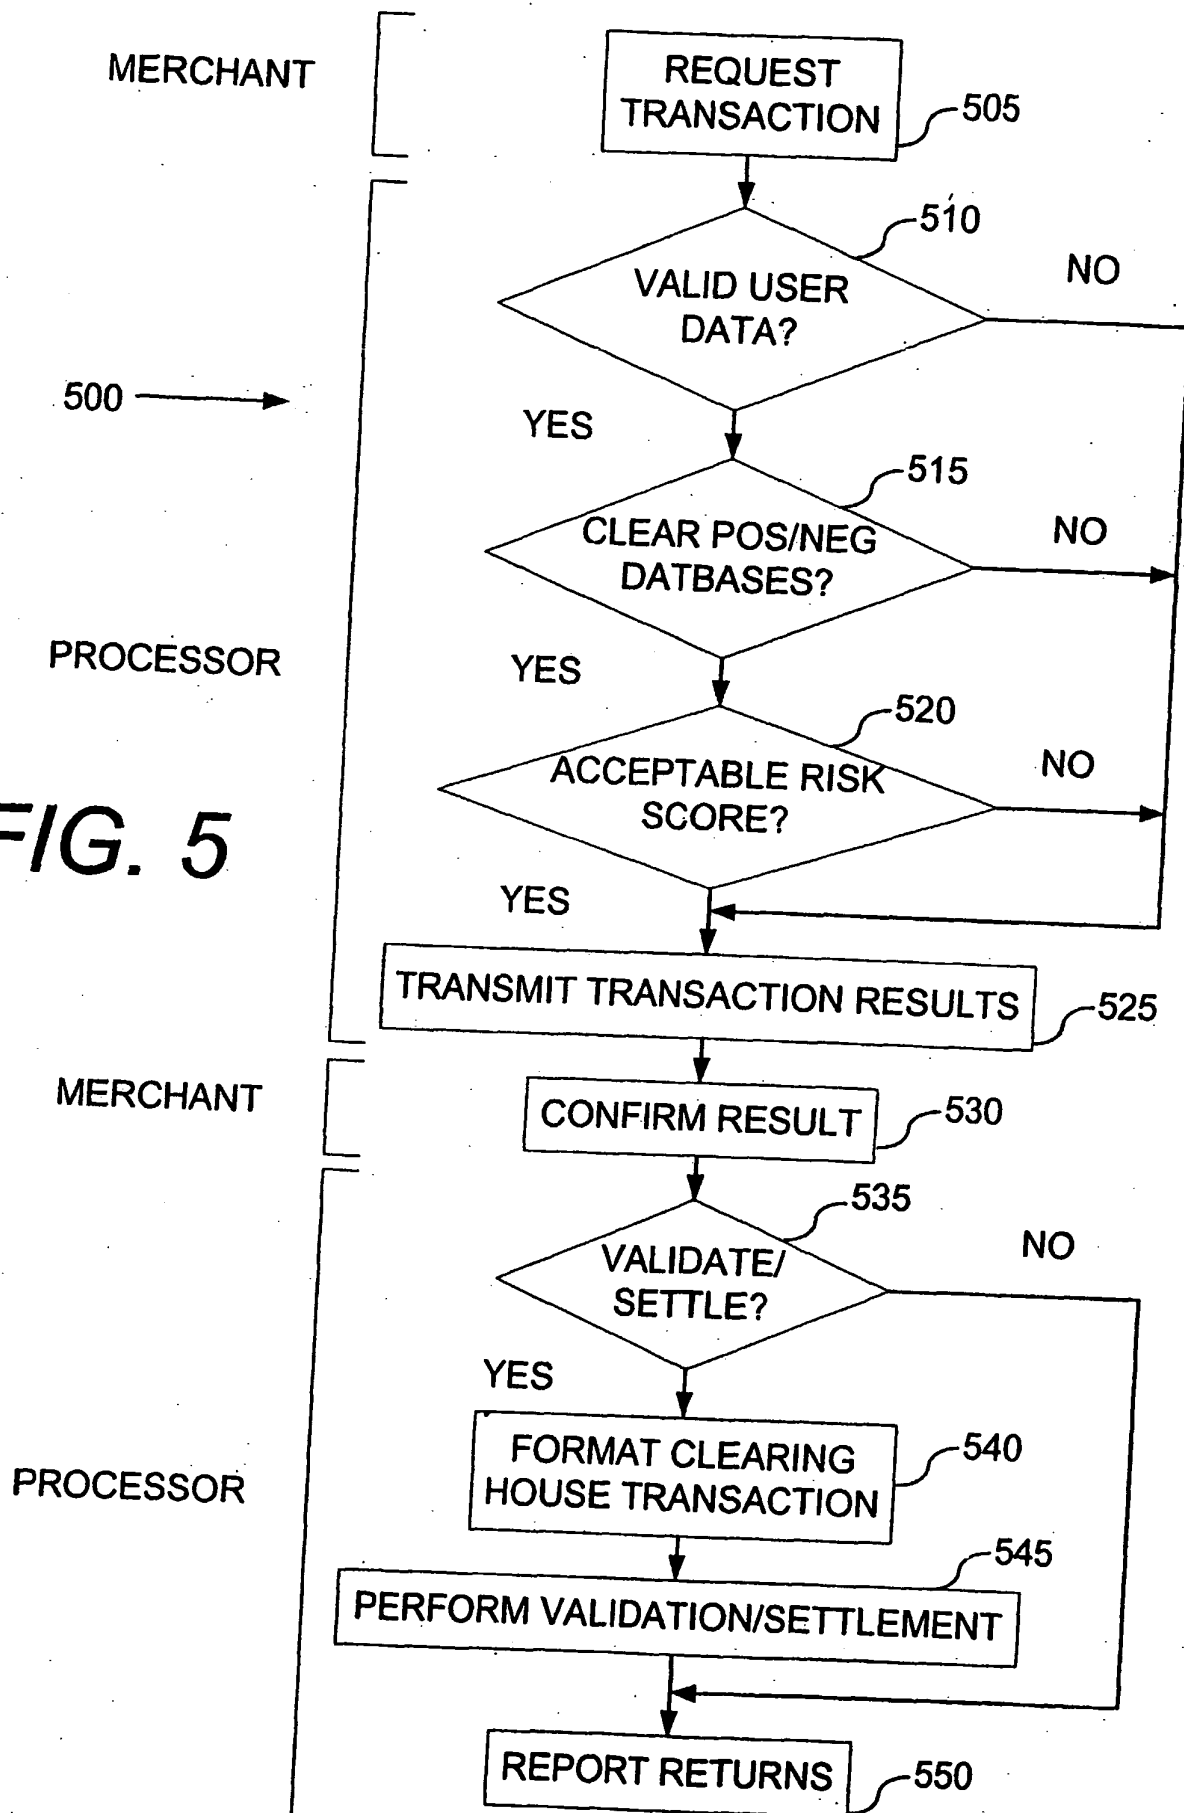 MERCHANT
REQUEST
TRANSACTION
505
510
VALID USER
DATA?
NO
500
YES
515
CLEAR POS/NEG
DATBASES?
NO
PROCESSOR
YES
520
ACCEPTABLE RISK
SCORE?
NO
FIG. 5
YES
TRANSMIT TRANSACTION RESULTS
525
MERCHANT
CONFIRM RESULT
530
535
VALIDATE/
SETTLE?
NO
YES
PROCESSOR
FORMAT CLEARING
HOUSE TRANSACTION
540
545
PERFORM VALIDATION/SETTLEMENT
REPORT RETURNS
550